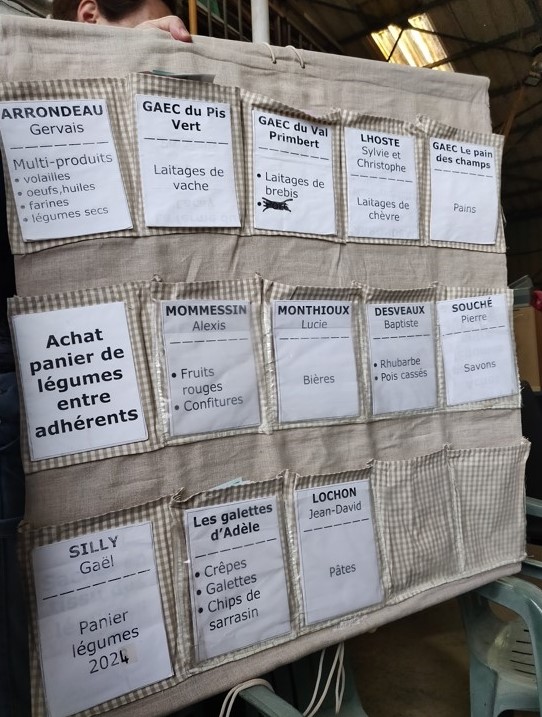 ARRONDEAU
Gervais
Multi-produits
• volailles
• oeufs,huiles
• farines
• légumes secs
GAEC du Pis
Vert
Laitages de
vache
GAEC du Val
Primbert
• Laitages de
brebis
•
LHOSTE
Sylvie et
Christophe
Laitages de
chèvre
GAEC Le pain
des champs
Pains
Achat
panier de
légumes
entre
adhérents
MOMMESSIN
Alexis
• Fruits
rouges
• Confitures
MONTHIOUX
Lucie
Bières
DESVEAUX
Baptiste
• Rhubarbe
• Pois cassés
SOUCHÉ
Pierre
Savons
SILLY
Gaël
Panier
légumes
2024
Les galettes
d'Adèle
• Crêpes
• Galettes
• Chips de
sarrasin
LOCHON
Jean-David
Pâtes